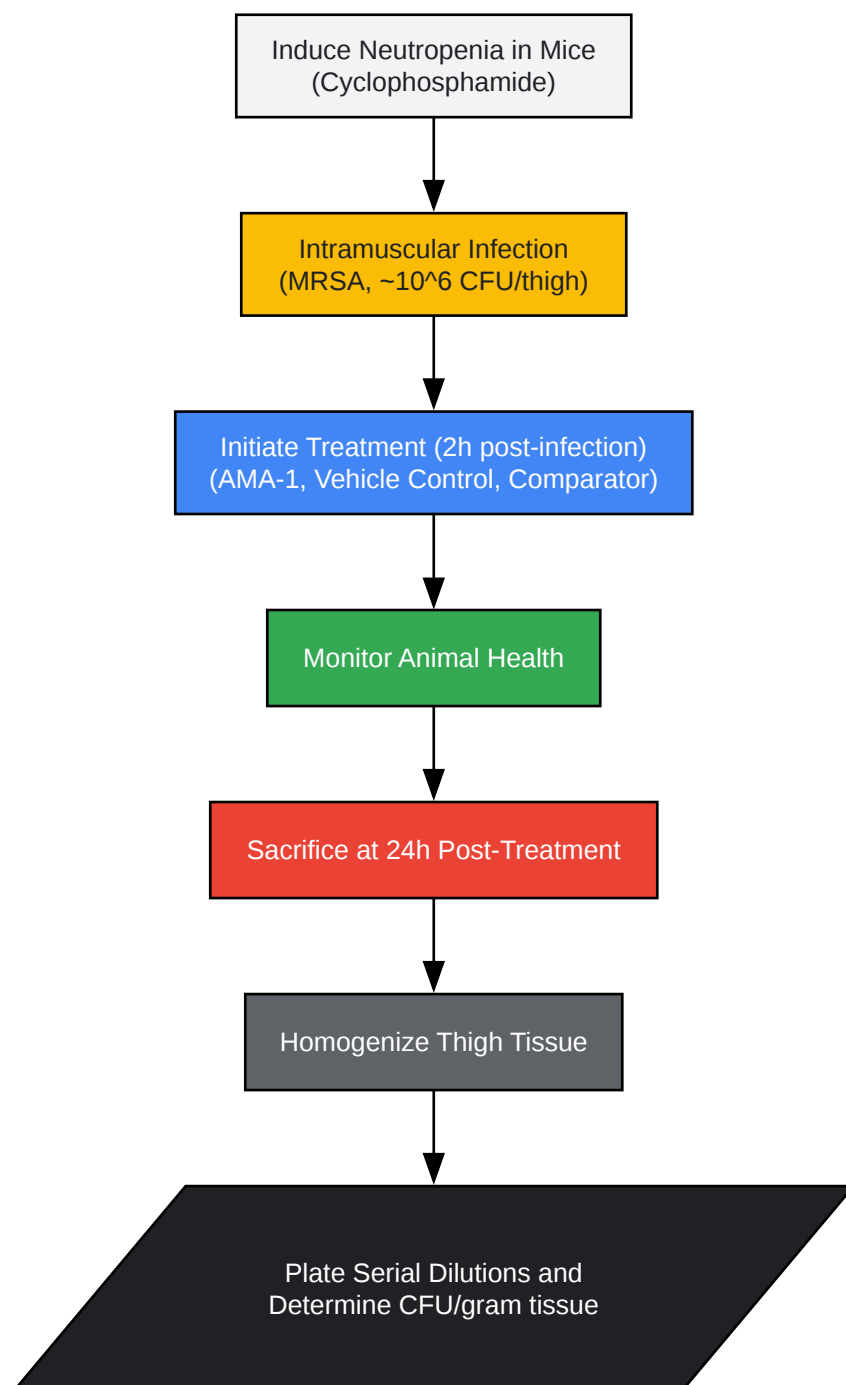 Induce Neutropenia in Mice
(Cyclophosphamide)
Intramuscular Infection
(MRSA, ~10^6 CFU/thigh)
Initiate Treatment (2h post-infection)
(AMA-1, Vehicle Control, Comparator)
Monitor Animal Health
Sacrifice at 24h Post-Treatment
Homogenize Thigh Tissue
Plate Serial Dilutions and
Determine CFU/gram tissue